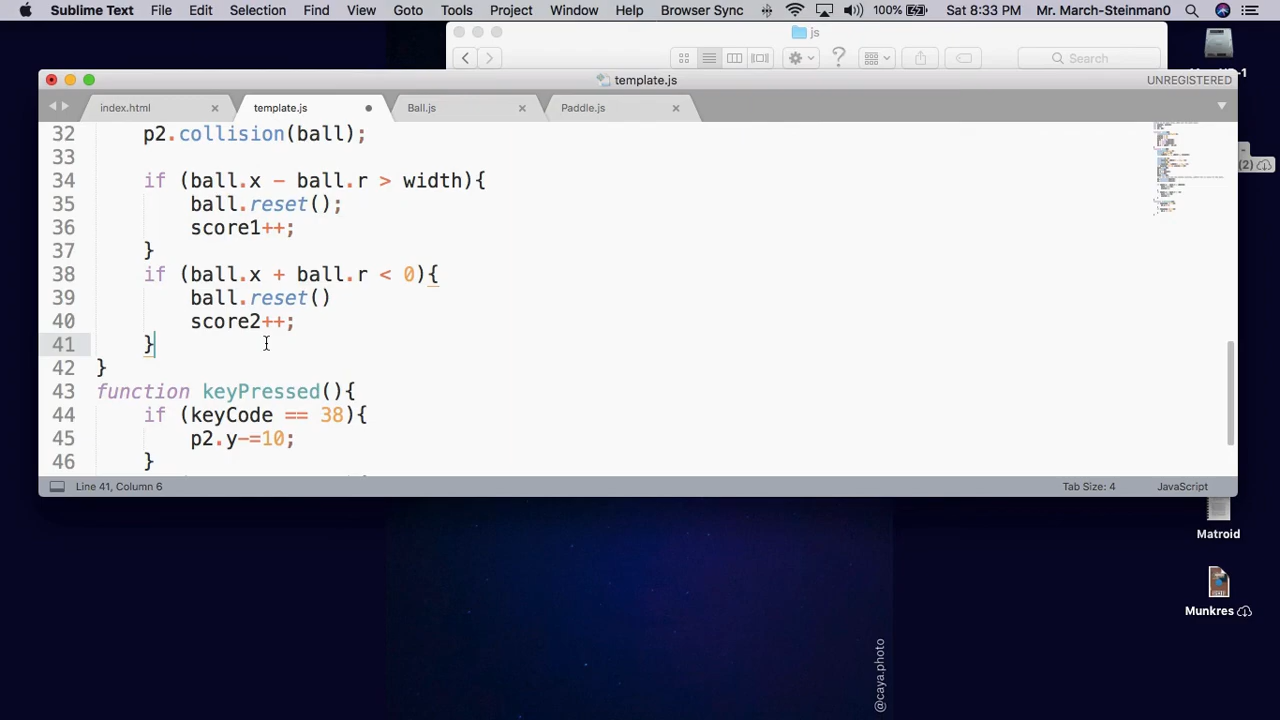 Sublime Text File Edit Selection Find View Goto Tools Project Window Help Browser Sync 100% Sat 8:33 PM Mr. March-Steinman0
js
Search
template.js UNREGISTERED
index.html template.js Ball.js Paddle.js
32 p2.collision(ball);
33
34 if (ball.x - ball.r > width){
35 ball.reset();
36 score1++;
37 }
38 if (ball.x + ball.r < 0){
39 ball.reset()
40 score2++;
41 }
42 }
43 function keyPressed(){
44 if (keyCode == 38){
45 p2.y-=10;
46 }
Line 41, Column 6 Tab Size: 4 JavaScript
Matroid
Munkres
@caya.photo